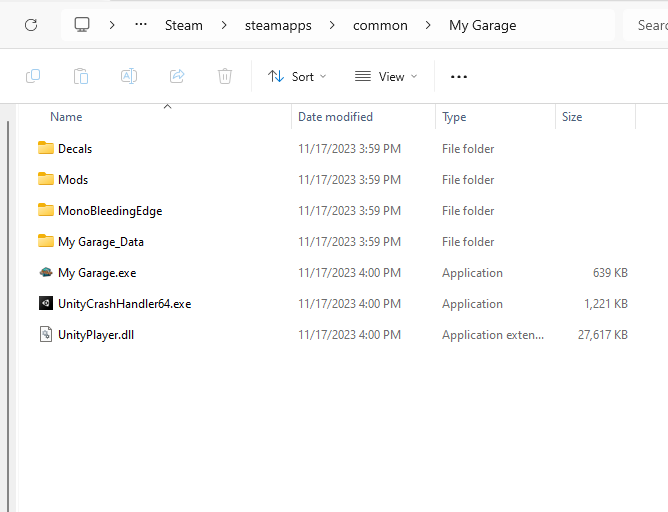 … Steam steamapps common My Garage Sear
Sort View
Name Date modified Type Size
Decals 11/17/2023 3:59 PM File folder
Mods 11/17/2023 3:59 PM File folder
MonoBleedingEdge 11/17/2023 3:59 PM File folder
My Garage_Data 11/17/2023 3:59 PM File folder
My Garage.exe 11/17/2023 4:00 PM Application 639 KB
UnityCrashHandler64.exe 11/17/2023 4:00 PM Application 1,221 KB
UnityPlayer.dll 11/17/2023 4:00 PM Application exten... 27,617 KB